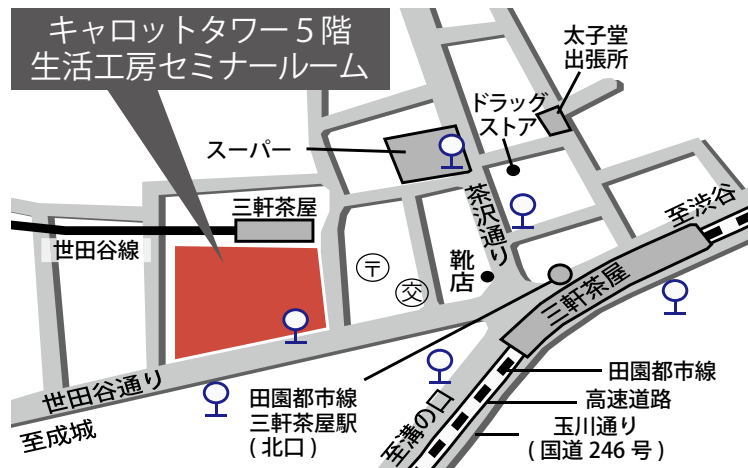 キャロットタワー 5 階
生活工房セミナールーム
太子堂
出張所
ドラッグ
ストア
スーパー
茶沢通り
至渋谷
三軒茶屋
世田谷線
〒
交
靴店
三軒茶屋
世田谷通り
至成城
田園都市線
三軒茶屋駅
( 北口 )
至溝の口
田園都市線
高速道路
玉川通り
( 国道 246 号 )